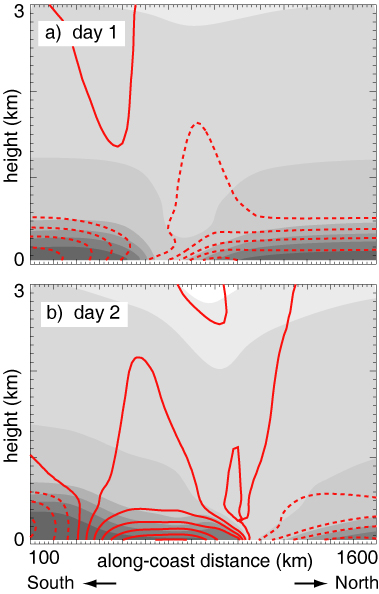 3
a) day 1
height (km)
0
3
b) day 2
height (km)
0
100 along-coast distance (km) 1600
South North